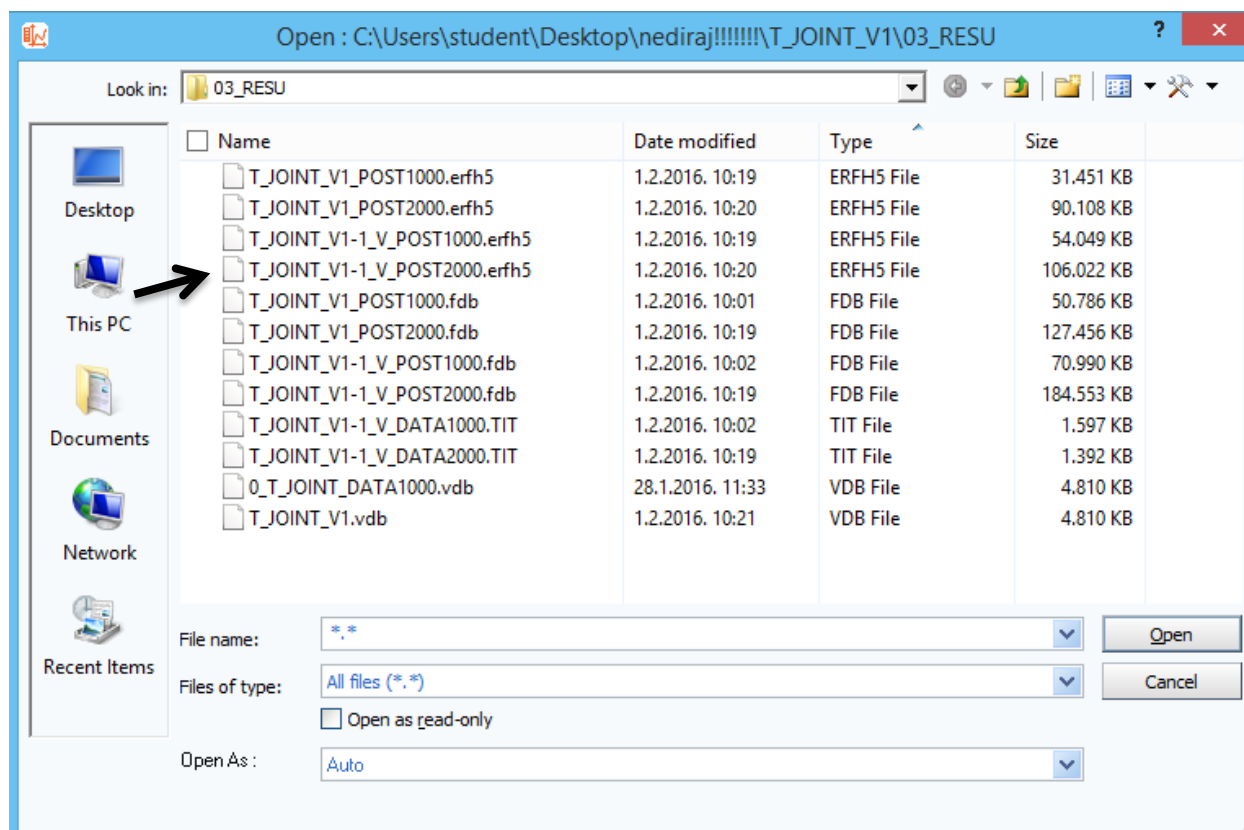 Open : C:\Users\student\Desktop\nediraj!!!!!!!\T_JOINT_V1\03_RESU ? ×
Look in: 03_RESU
Name Date modified Type Size
T_JOINT_V1_POST1000.erfh5 1.2.2016. 10:19 ERFH5 File 31.451 KB
T_JOINT_V1_POST2000.erfh5 1.2.2016. 10:20 ERFH5 File 90.108 KB
T_JOINT_V1-1_V_POST1000.erfh5 1.2.2016. 10:19 ERFH5 File 54.049 KB
T_JOINT_V1-1_V_POST2000.erfh5 1.2.2016. 10:20 ERFH5 File 106.022 KB
T_JOINT_V1_POST1000.fdb 1.2.2016. 10:01 FDB File 50.786 KB
T_JOINT_V1_POST2000.fdb 1.2.2016. 10:19 FDB File 127.456 KB
T_JOINT_V1-1_V_POST1000.fdb 1.2.2016. 10:02 FDB File 70.990 KB
T_JOINT_V1-1_V_POST2000.fdb 1.2.2016. 10:19 FDB File 184.553 KB
T_JOINT_V1-1_V_DATA1000.TIT 1.2.2016. 10:02 TIT File 1.597 KB
T_JOINT_V1-1_V_DATA2000.TIT 1.2.2016. 10:19 TIT File 1.392 KB
0_T_JOINT_DATA1000.vdb 28.1.2016. 11:33 VDB File 4.810 KB
T_JOINT_V1.vdb 1.2.2016. 10:21 VDB File 4.810 KB
Desktop
This PC
Documents
Network
Recent Items
File name: *.* Open
Files of type: All files (*.*) Cancel
Open as read-only
Open As : Auto